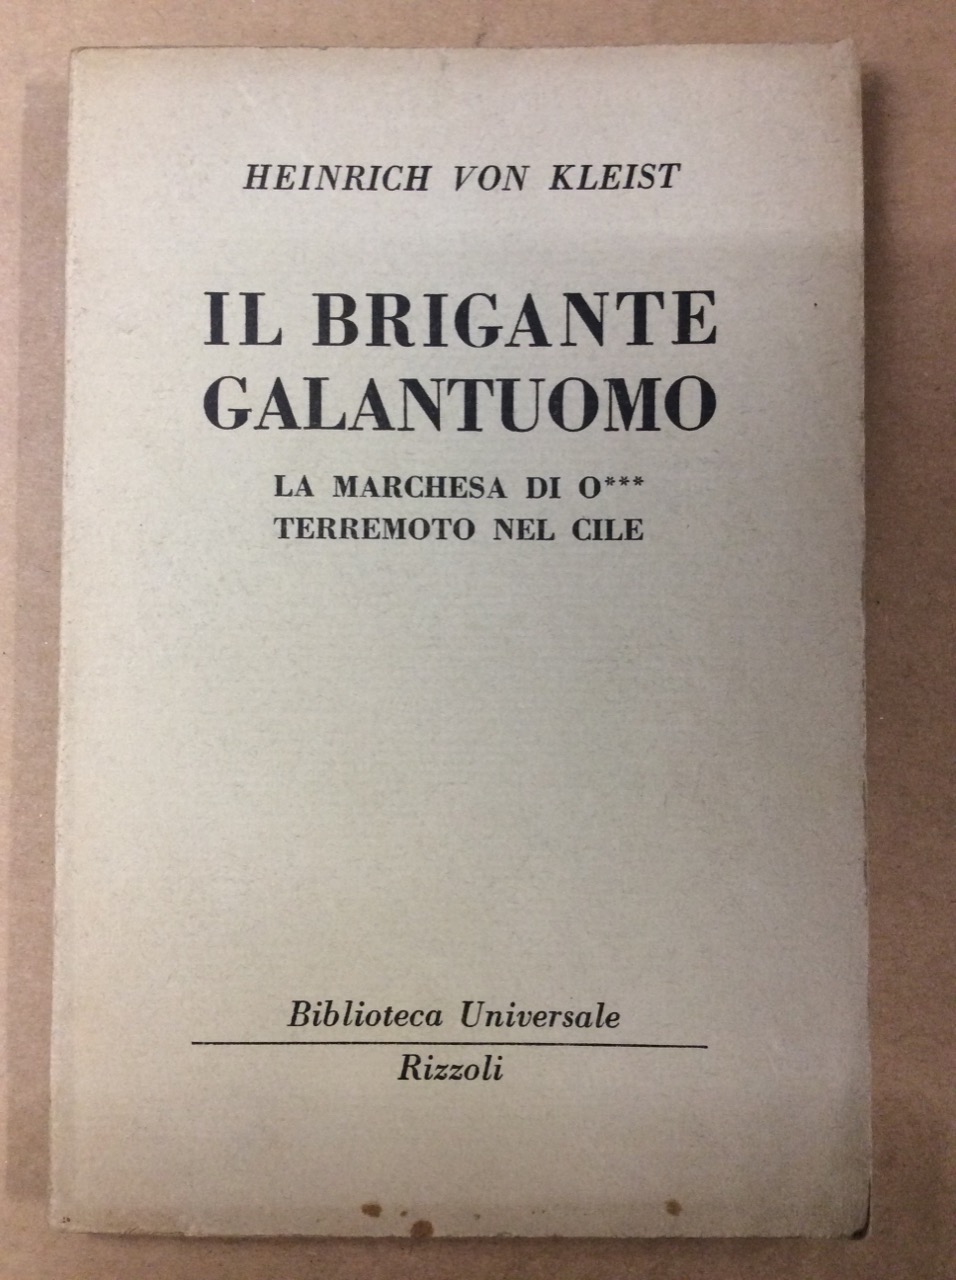 HEINRICH VON KLEIST
IL BRIGANTE
GALANTUOMO
LA MARCHESA DI O***
TERREMOTO NEL CILE
Biblioteca Universale
Rizzoli